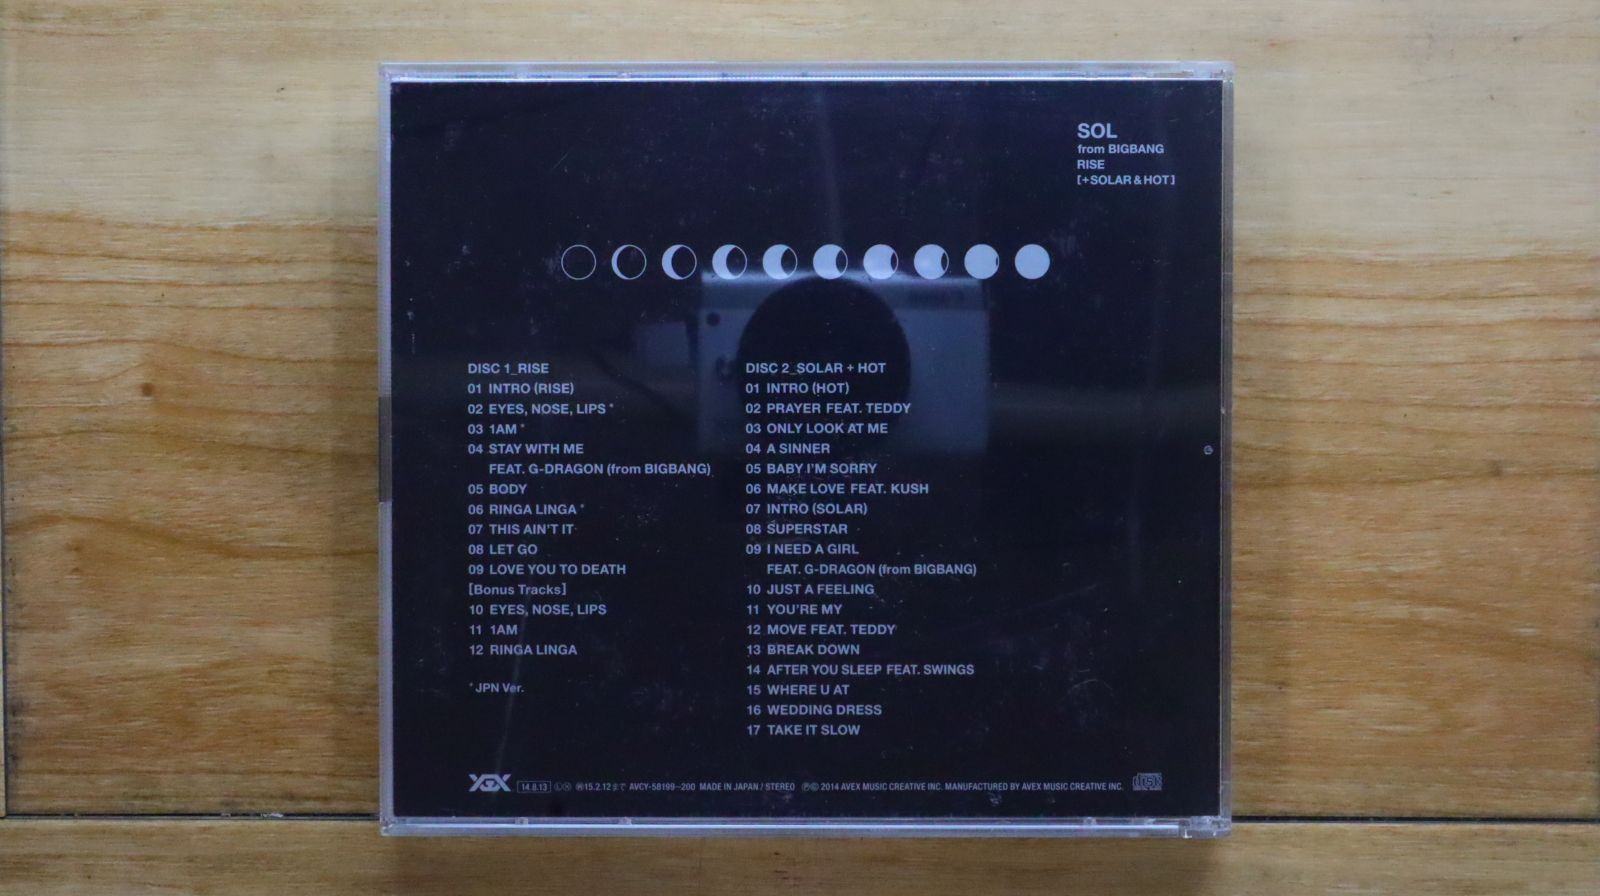 SOL
from BIGBANG
RISE
[+SOLAR & HOT]
DISC 1_RISE
01 INTRO (RISE)
02 EYES, NOSE, LIPS *
03 1AM *
04 STAY WITH ME
FEAT. G-DRAGON (from BIGBANG)
05 BODY
06 RINGA LINGA *
07 THIS AIN'T IT
08 LET GO
09 LOVE YOU TO DEATH
[Bonus Tracks]
10 EYES, NOSE, LIPS
11 1AM
12 RINGA LINGA
* JPN Ver.
DISC 2_SOLAR + HOT
01 INTRO (HOT)
02 PRAYER FEAT. TEDDY
03 ONLY LOOK AT ME
04 A SINNER
05 BABY I'M SORRY
06 MAKE LOVE FEAT. KUSH
07 INTRO (SOLAR)
08 SUPERSTAR
09 I NEED A GIRL
FEAT. G-DRAGON (from BIGBANG)
10 JUST A FEELING
11 YOU'RE MY
12 MOVE FEAT. TEDDY
13 BREAK DOWN
14 AFTER YOU SLEEP FEAT. SWINGS
15 WHERE U AT
16 WEDDING DRESS
17 TAKE IT SLOW
YGEX 14.8.13 15.2.12まで AVCY-58199~200 MADE IN JAPAN / STEREO ℗© 2014 AVEX MUSIC CREATIVE INC. MANUFACTURED BY AVEX MUSIC CREATIVE INC.